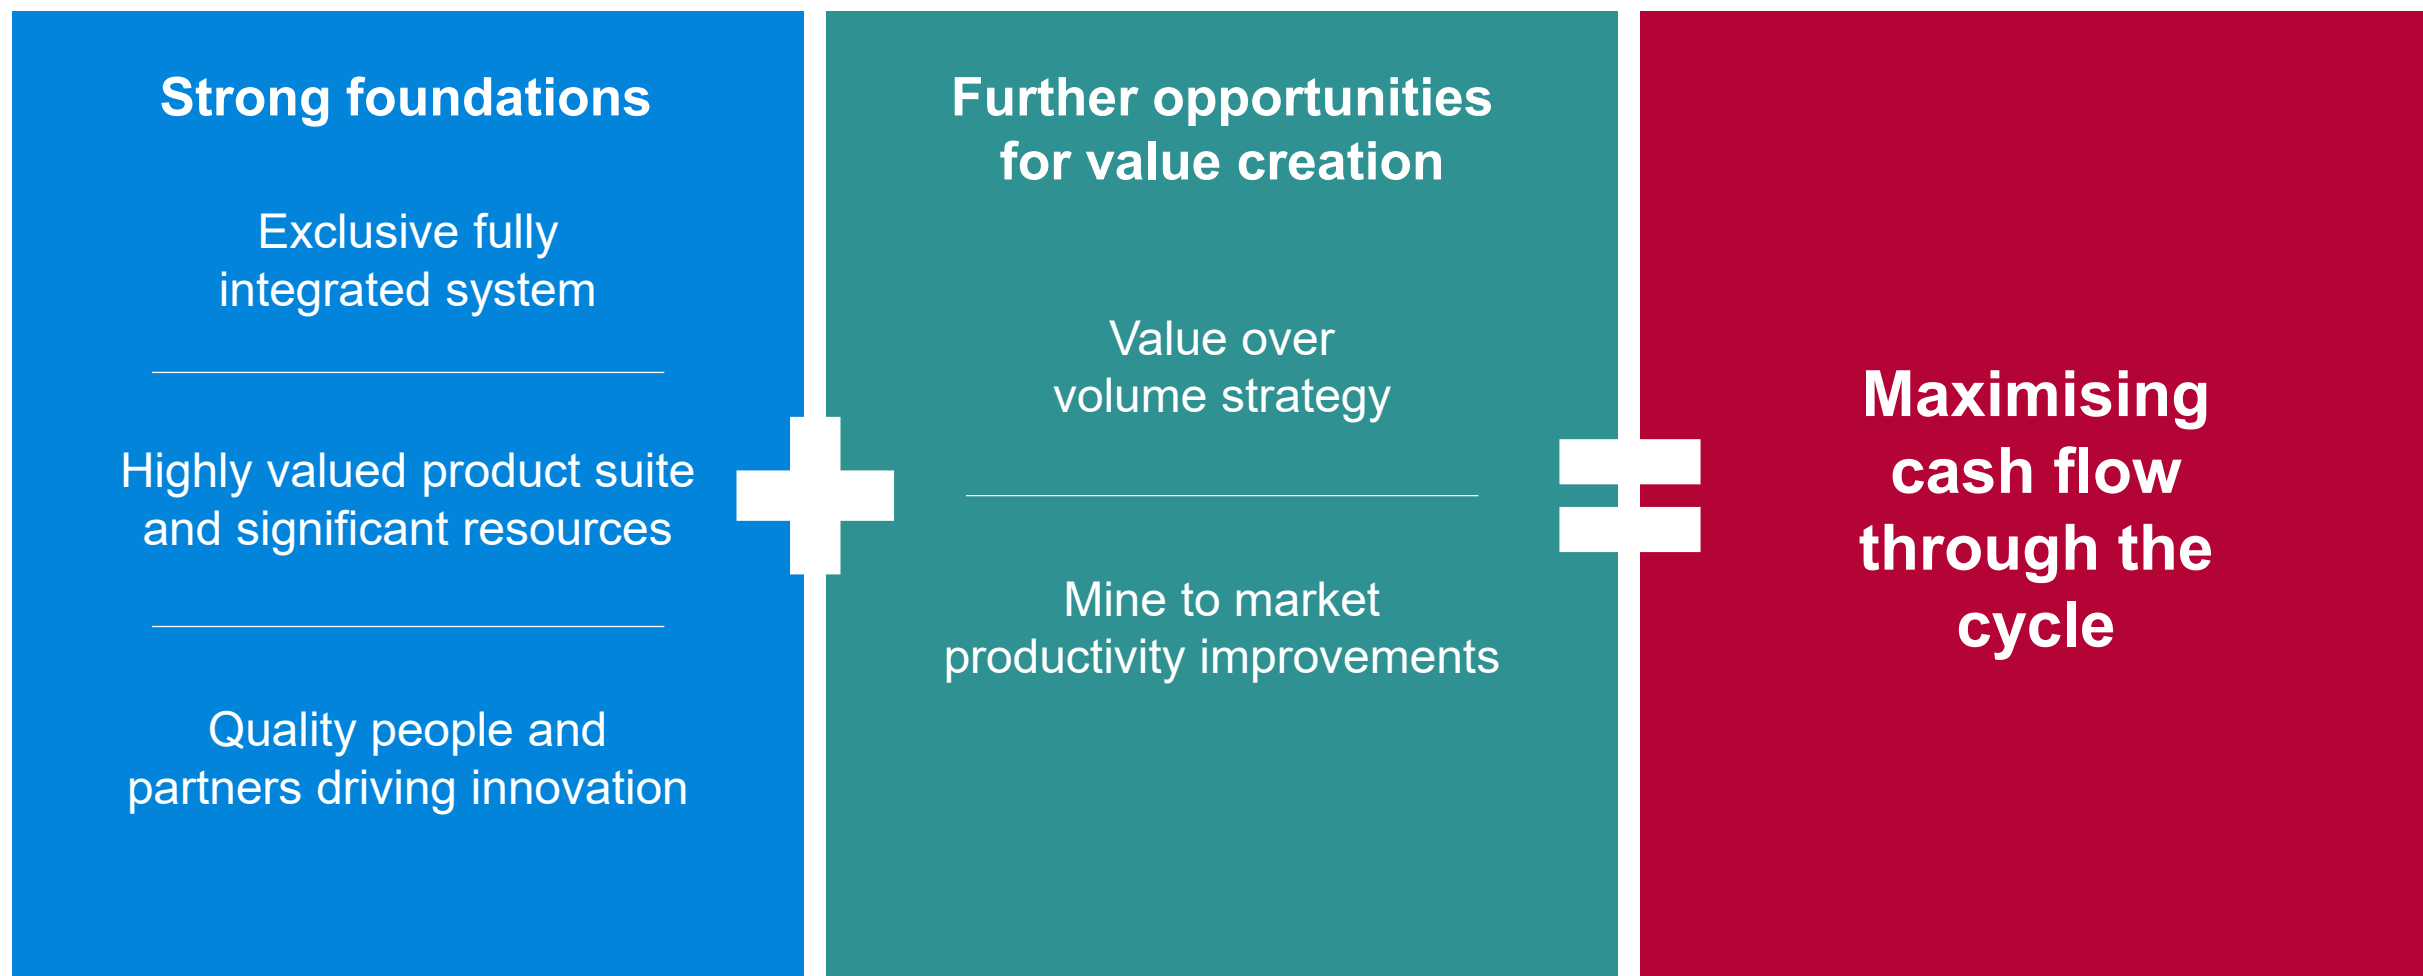 Strong foundations
Exclusive fully
integrated system
Highly valued product suite
and significant resources
Quality people and
partners driving innovation
Further opportunities
for value creation
Value over
volume strategy
Mine to market
productivity improvements
Maximising
cash flow
through the
cycle